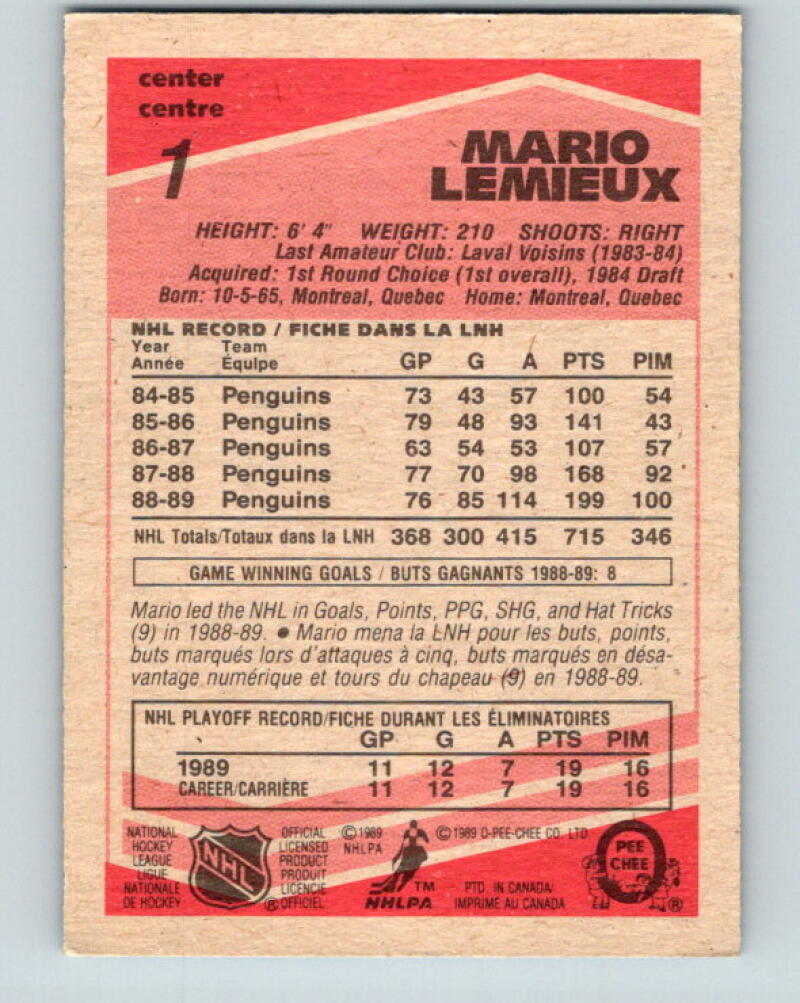 center
centre
1
MARIO
LEMIEUX
HEIGHT: 6' 4" WEIGHT: 210 SHOOTS: RIGHT
Last Amateur Club: Laval Voisins (1983-84)
Acquired: 1st Round Choice (1st overall), 1984 Draft
Born: 10-5-65, Montreal, Quebec Home: Montreal, Quebec
NHL RECORD / FICHE DANS LA LNH
Year Team
Année Équipe GP G A PTS PIM
84-85 Penguins 73 43 57 100 54
85-86 Penguins 79 48 93 141 43
86-87 Penguins 63 54 53 107 57
87-88 Penguins 77 70 98 168 92
88-89 Penguins 76 85 114 199 100
NHL Totals/Totaux dans la LNH 368 300 415 715 346
GAME WINNING GOALS / BUTS GAGNANTS 1988-89: 8
Mario led the NHL in Goals, Points, PPG, SHG, and Hat Tricks
(9) in 1988-89. ● Mario mena la LNH pour les buts, points,
buts marqués lors d'attaques à cinq, buts marqués en désa-
vantage numérique et tours du chapeau (9) en 1988-89.
NHL PLAYOFF RECORD/FICHE DURANT LES ÉLIMINATOIRES
GP G A PTS PIM
1989 11 12 7 19 16
CAREER/CARRIÈRE 11 12 7 19 16
NATIONAL
HOCKEY
LEAGUE
LIGUE
NATIONALE
DE HOCKEY
NHL
®
OFFICIAL
LICENSED
PRODUCT
PRODUIT
LICENCIE
OFFICIEL
©1989
NHLPA
TM
NHLPA
©1989 O-PEE-CHEE CO. LTD
PTD. IN CANADA
IMPRIMÉ AU CANADA
PEE
CHEE
®